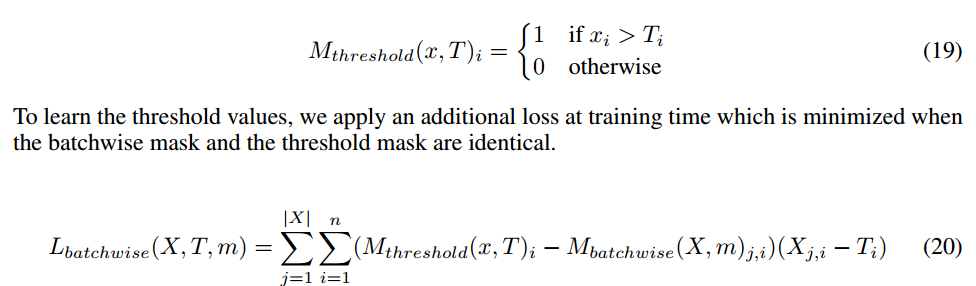 M_{threshold}(x, T)_i = { 1 if x_i > T_i
0 otherwise (19)
To learn the threshold values, we apply an additional loss at training time which is minimized when
the batchwise mask and the threshold mask are identical.
L_{batchwise}(X, T, m) = \sum_{j=1}^{|X|} \sum_{i=1}^{n} (M_{threshold}(x, T)_i − M_{batchwise}(X, m)_{j,i})(X_{j,i} − T_i) (20)